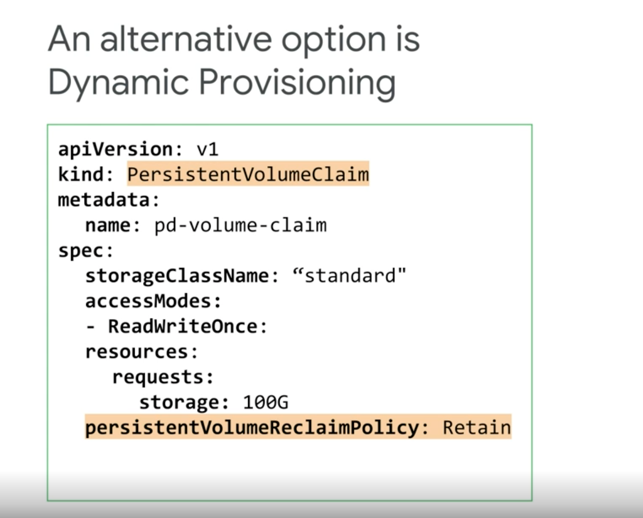 An alternative option is
Dynamic Provisioning
apiVersion: v1
kind: PersistentVolumeClaim
metadata:
  name: pd-volume-claim
spec:
  storageClassName: “standard"
  accessModes:
  - ReadWriteOnce:
  resources:
    requests:
      storage: 100G
  persistentVolumeReclaimPolicy: Retain